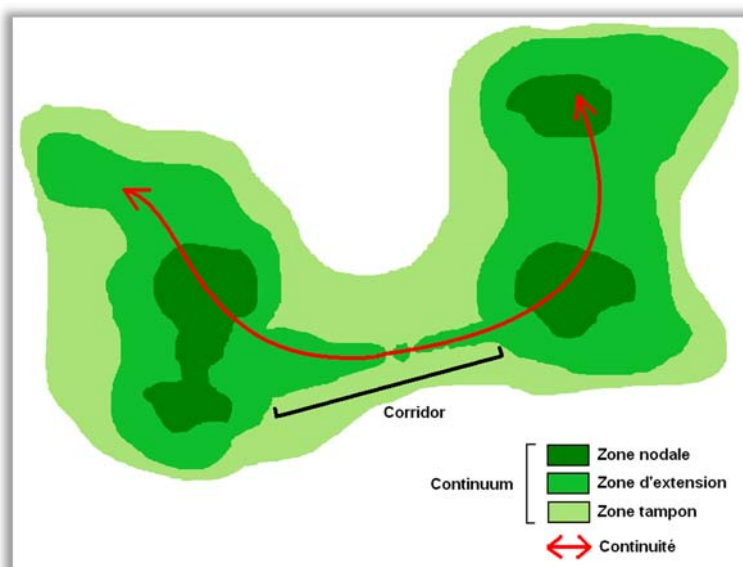 Corridor
Zone nodale
Continuum
Zone d'extension
Zone tampon
Continuité